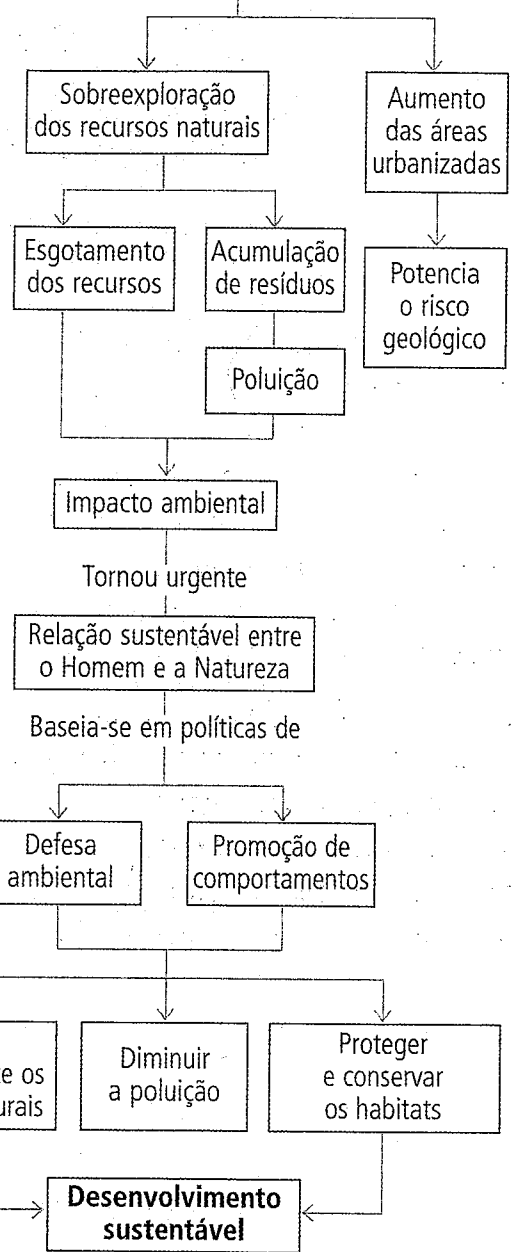 Sobreexploração
dos recursos naturais
Aumento
das áreas
urbanizadas
Esgotamento
dos recursos
Acumulação
de resíduos
Potencia
o risco
geológico
Poluição
Impacto ambiental
Tornou urgente
Relação sustentável entre
o Homem e a Natureza
Baseia-se em políticas de
Defesa
ambiental
Promoção de
comportamentos
os
Diminuir
a poluição
Proteger
e conservar
os habitats
Desenvolvimento
sustentável